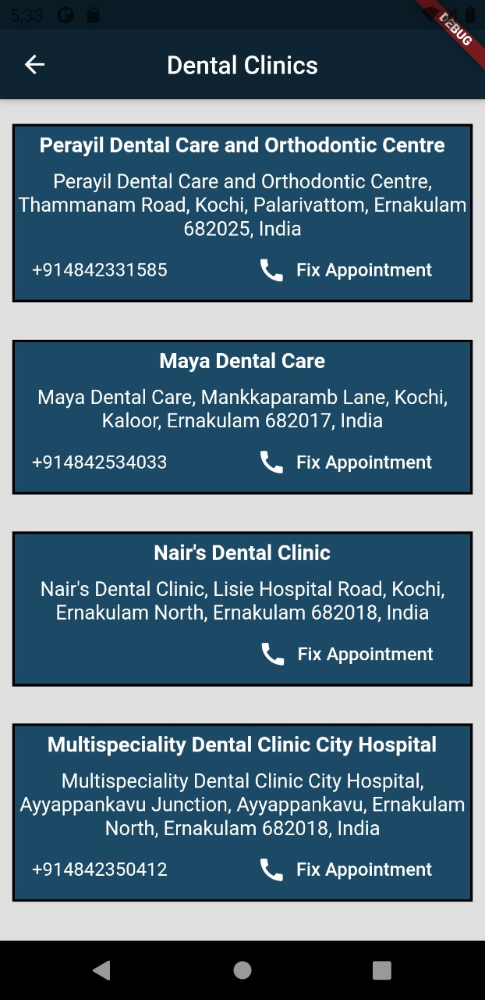 5:33
DEBUG
Dental Clinics
Perayil Dental Care and Orthodontic Centre
Perayil Dental Care and Orthodontic Centre,
Thammanam Road, Kochi, Palarivattom, Ernakulam
682025, India
+914842331585 Fix Appointment
Maya Dental Care
Maya Dental Care, Mankkaparamb Lane, Kochi,
Kaloor, Ernakulam 682017, India
+914842534033 Fix Appointment
Nair's Dental Clinic
Nair's Dental Clinic, Lisie Hospital Road, Kochi,
Ernakulam North, Ernakulam 682018, India
Fix Appointment
Multispeciality Dental Clinic City Hospital
Multispeciality Dental Clinic City Hospital,
Ayyappankavu Junction, Ayyappankavu, Ernakulam
North, Ernakulam 682018, India
+914842350412 Fix Appointment